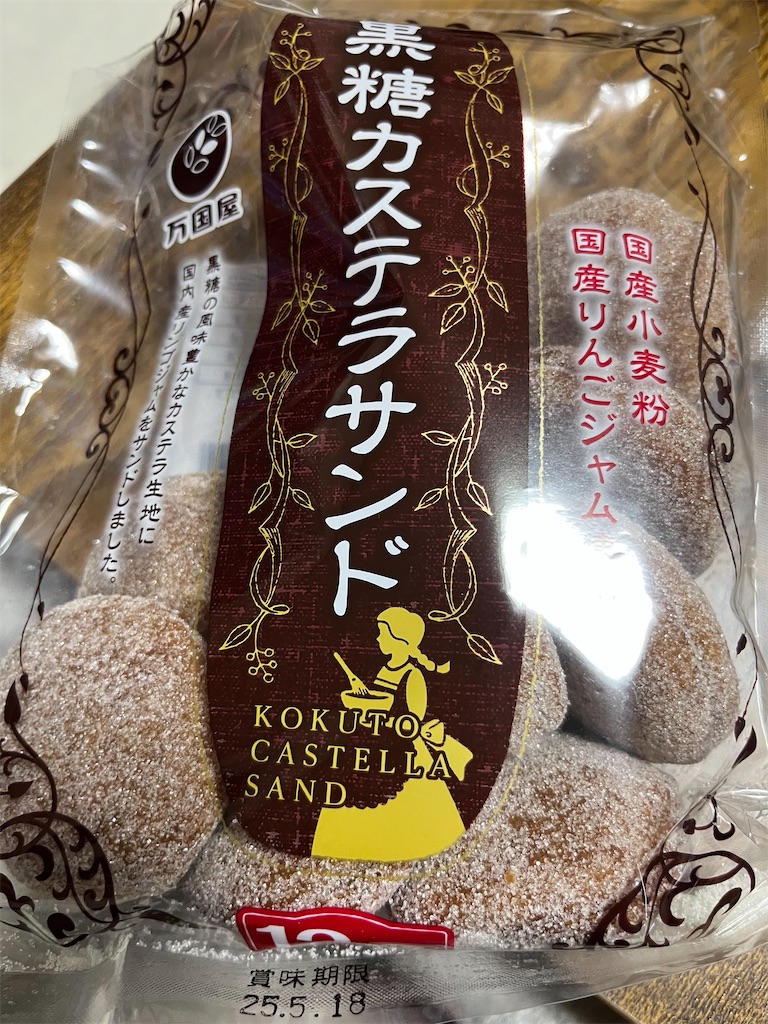 黒糖カステラサンド
万国屋
黒糖の風味豊かなカステラ生地に
国内産リンゴジャムをサンドしました。
国産小麦粉
国産りんごジャム
KOKUTO
CASTELLA
SAND
賞味期限
25.5.18